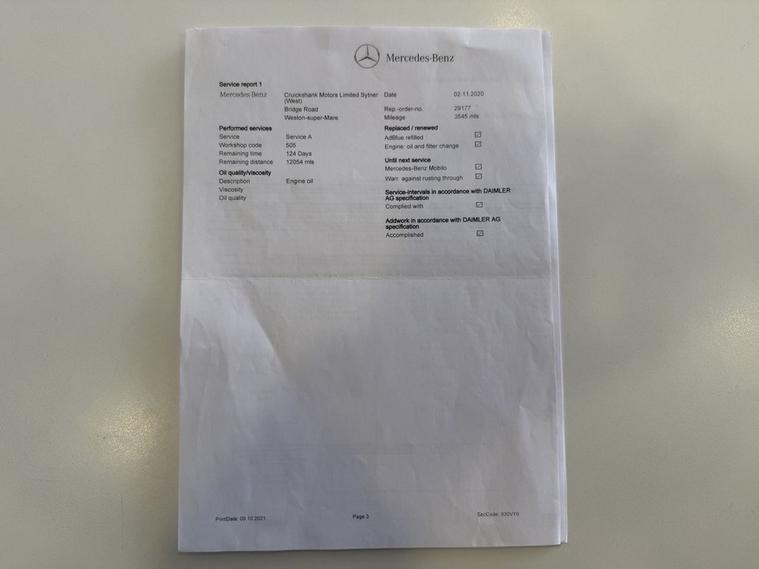 Mercedes-Benz
Service report 1
Mercedes-Benz Cruickshank Motors Limited Sytner (West) Date 02.11.2020
Bridge Road Rep.-order-no. 29177
Weston-super-Mare Mileage 3545 mls
Performed services Replaced / renewed
Service Service A AdBlue refilled
Workshop code 505 Engine: oil and filter change
Remaining time 124 Days
Remaining distance 12054 mls Until next service
Mercedes-Benz Mobilo
Oil quality/viscosity Warr. against rusting through
Description Engine oil
Viscosity Service-intervals in accordance with DAIMLER AG specification
Oil quality Complied with
Addwork in accordance with DAIMLER AG specification
Accomplished
PrintDate: 09.10.2021 Page 3 SecCode: